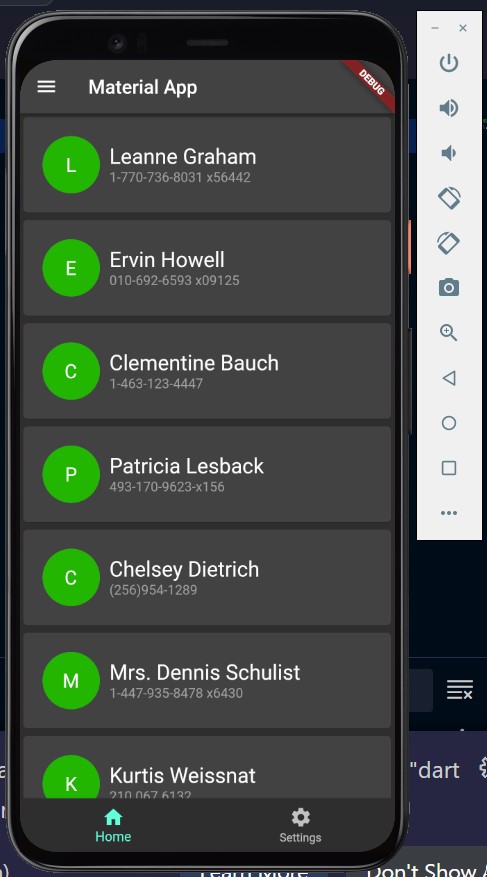 Material App
DEBUG
L
Leanne Graham
1-770-736-8031 x56442
E
Ervin Howell
010-692-6593 x09125
C
Clementine Bauch
1-463-123-4447
P
Patricia Lesback
493-170-9623-x156
C
Chelsey Dietrich
(256)954-1289
M
Mrs. Dennis Schulist
1-447-935-8478 x6430
K
Kurtis Weissnat
210.067.6132
"dart
Home
Settings
Learn More
Don't Show